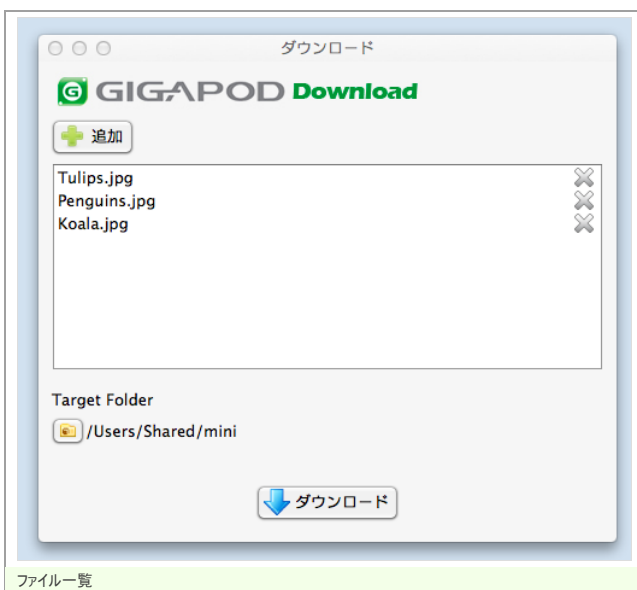 ダウンロード
GIGAPOD Download
追加
Tulips.jpg
Penguins.jpg
Koala.jpg
Target Folder
/Users/Shared/mini
ダウンロード
ファイル一覧